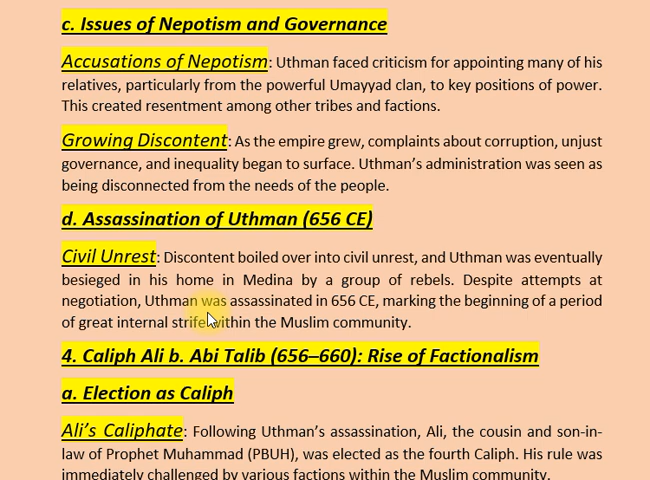 c. Issues of Nepotism and Governance
Accusations of Nepotism: Uthman faced criticism for appointing many of his
relatives, particularly from the powerful Umayyad clan, to key positions of power.
This created resentment among other tribes and factions.
Growing Discontent: As the empire grew, complaints about corruption, unjust
governance, and inequality began to surface. Uthman’s administration was seen as
being disconnected from the needs of the people.
d. Assassination of Uthman (656 CE)
Civil Unrest: Discontent boiled over into civil unrest, and Uthman was eventually
besieged in his home in Medina by a group of rebels. Despite attempts at
negotiation, Uthman was assassinated in 656 CE, marking the beginning of a period
of great internal strife within the Muslim community.
4. Caliph Ali b. Abi Talib (656–660): Rise of Factionalism
a. Election as Caliph
Ali’s Caliphate: Following Uthman’s assassination, Ali, the cousin and son-in-
law of Prophet Muhammad (PBUH), was elected as the fourth Caliph. His rule was
immediately challenged by various factions within the Muslim community.